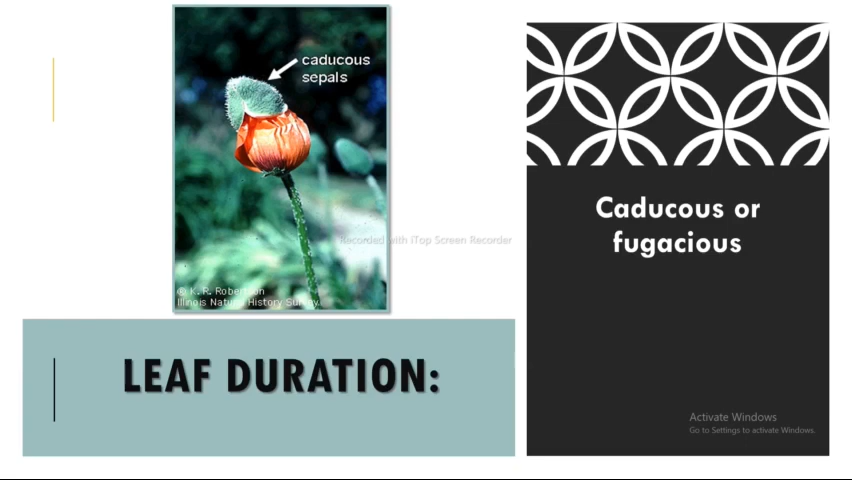 caducous
sepals
Recorded with iTop Screen Recorder
© K. R. Robertson
Illinois Natural History Survey
Caducous or
fugacious
LEAF DURATION:
Activate Windows
Go to Settings to activate Windows.